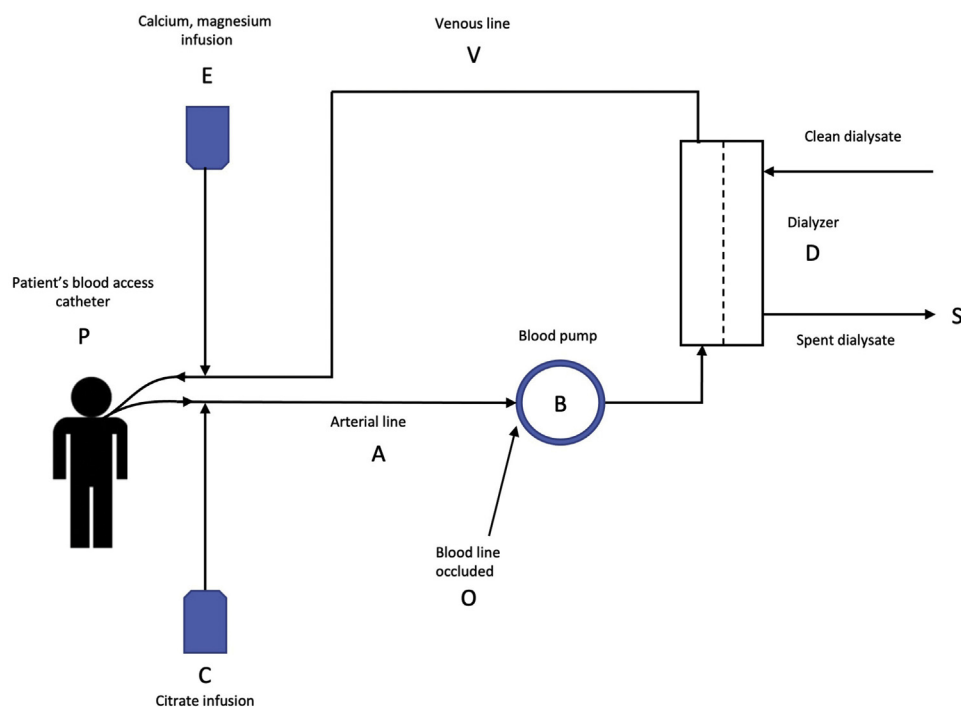 Calcium, magnesium
infusion
E
Venous line
V
Clean dialysate
Dialyzer
D
Patient's blood access
catheter
P
Blood pump
B
S
Spent dialysate
Arterial line
A
Blood line
occluded
O
C
Citrate infusion